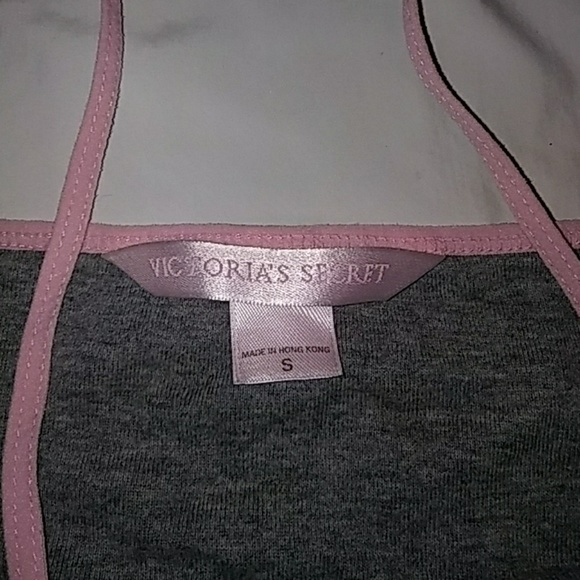 VICTORIA'S SECRET
MADE IN HONG KONG
S